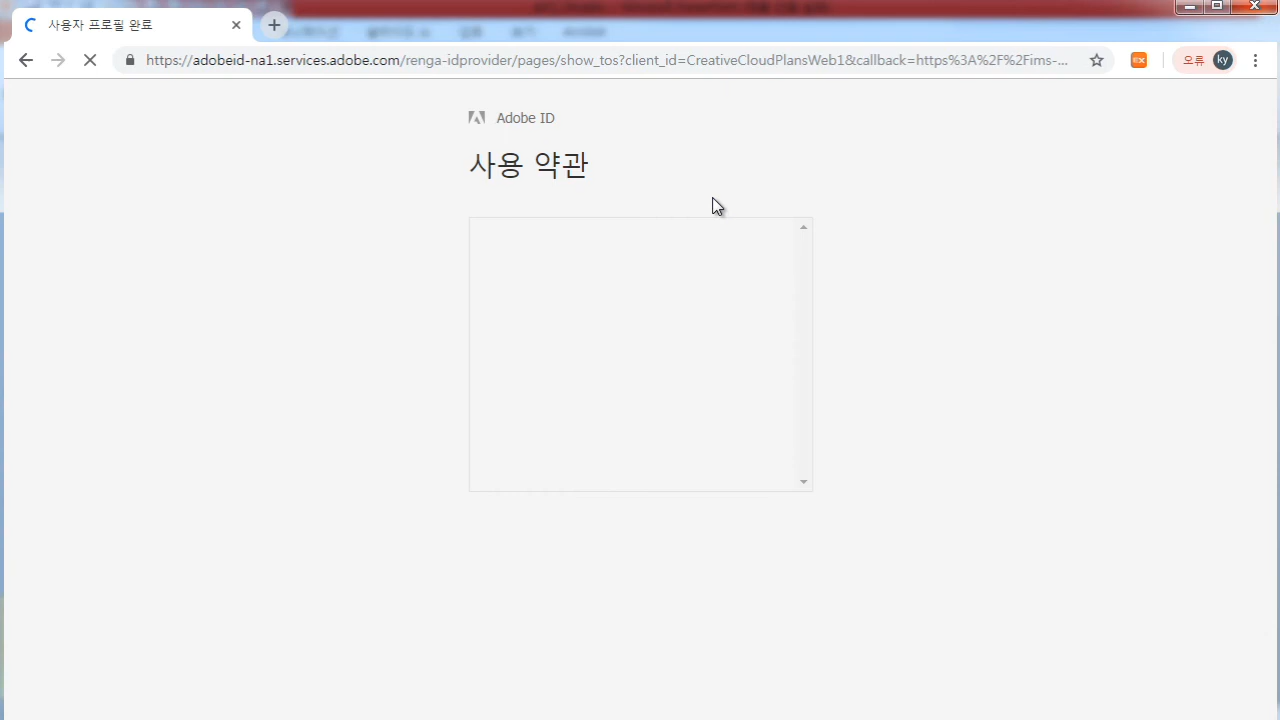 사용자 프로필 완료
https://adobeid-na1.services.adobe.com/renga-idprovider/pages/show_tos?client_id=CreativeCloudPlansWeb1&callback=https%3A%2F%2Fims-...
오류 ky
Adobe ID
사용 약관